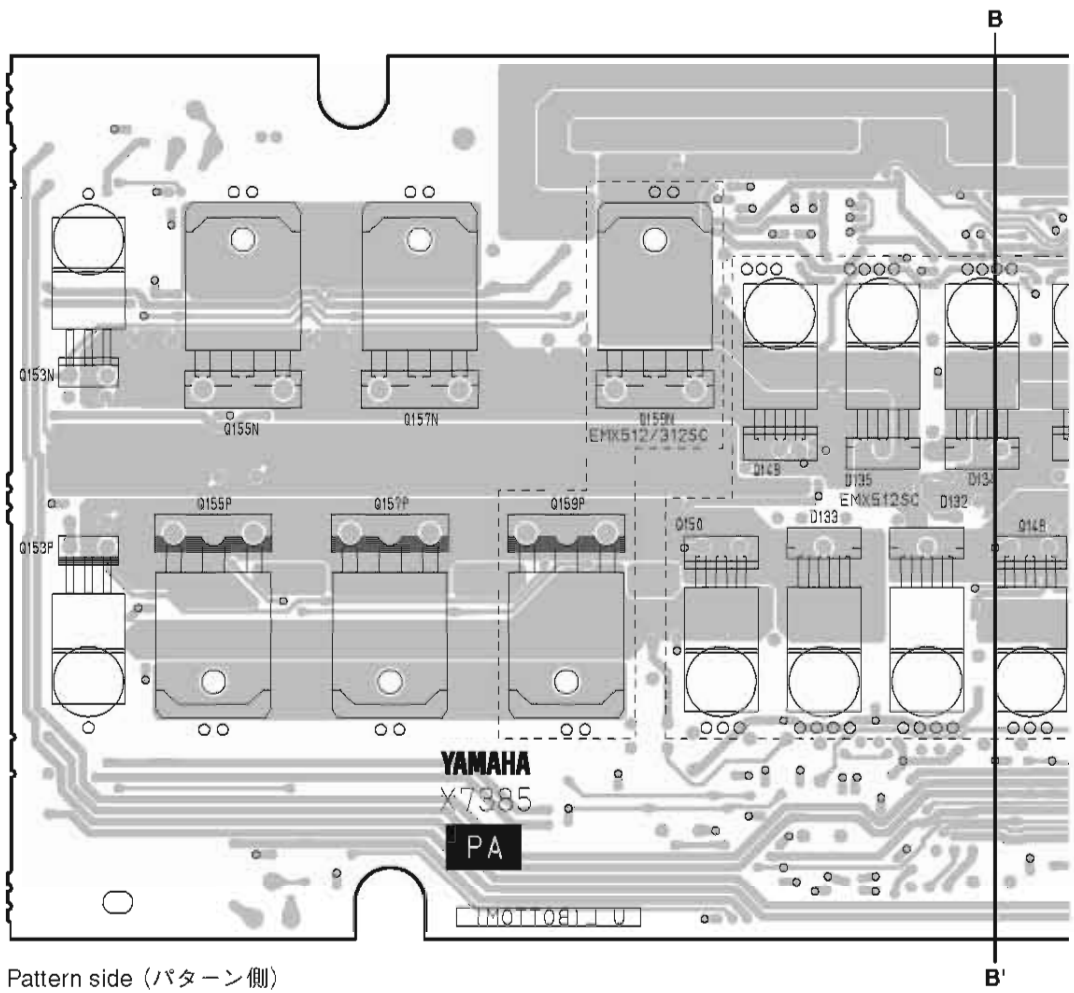 B
Q153N
Q155N
Q157N
Q159N
EMX512/312SC
Q149
D135
D134
EMX512SC
D132
Q153P
Q155P
Q157P
Q159P
Q150
D133
Q148
YAMAHA
X7385
PA
Pattern side (パターン側)
B'